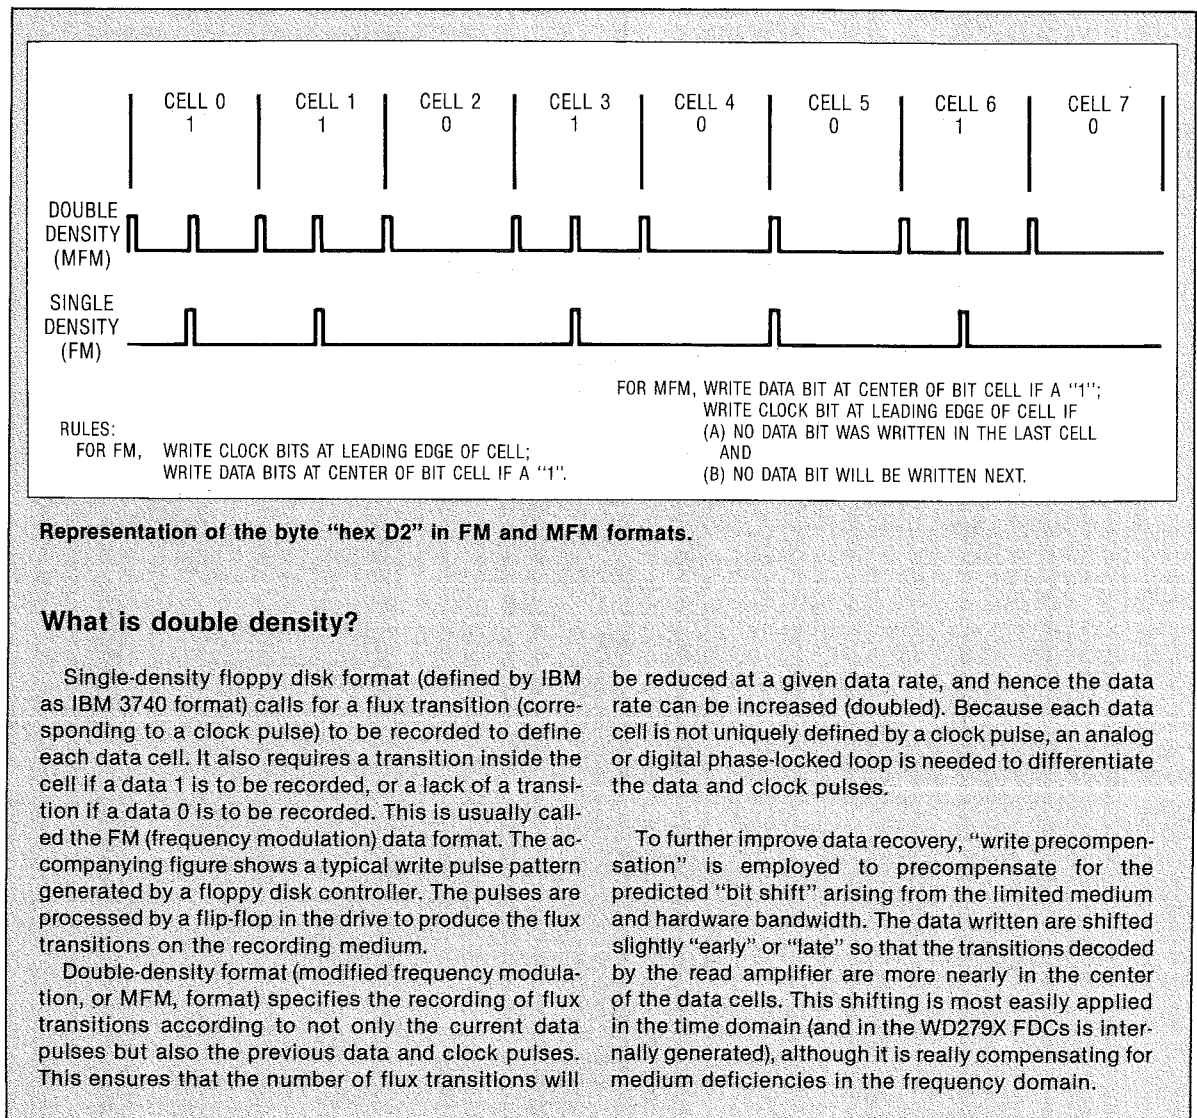 CELL 0 CELL 1 CELL 2 CELL 3 CELL 4 CELL 5 CELL 6 CELL 7
1 1 0 1 0 0 1 0
DOUBLE
DENSITY
(MFM)
SINGLE
DENSITY
(FM)
RULES:
FOR FM, WRITE CLOCK BITS AT LEADING EDGE OF CELL;
WRITE DATA BITS AT CENTER OF BIT CELL IF A "1".
FOR MFM, WRITE DATA BIT AT CENTER OF BIT CELL IF A "1";
WRITE CLOCK BIT AT LEADING EDGE OF CELL IF
(A) NO DATA BIT WAS WRITTEN IN THE LAST CELL
AND
(B) NO DATA BIT WILL BE WRITTEN NEXT.
Representation of the byte "hex D2" in FM and MFM formats.
What is double density?
Single-density floppy disk format (defined by IBM
as IBM 3740 format) calls for a flux transition (corre-
sponding to a clock pulse) to be recorded to define
each data cell. It also requires a transition inside the
cell if a data 1 is to be recorded, or a lack of a transi-
tion if a data 0 is to be recorded. This is usually call-
ed the FM (frequency modulation) data format. The ac-
companying figure shows a typical write pulse pattern
generated by a floppy disk controller. The pulses are
processed by a flip-flop in the drive to produce the flux
transitions on the recording medium.
Double-density format (modified frequency modula-
tion, or MFM, format) specifies the recording of flux
transitions according to not only the current data
pulses but also the previous data and clock pulses.
This ensures that the number of flux transitions will
be reduced at a given data rate, and hence the data
rate can be increased (doubled). Because each data
cell is not uniquely defined by a clock pulse, an analog
or digital phase-locked loop is needed to differentiate
the data and clock pulses.
To further improve data recovery, "write precompen-
sation" is employed to precompensate for the
predicted "bit shift" arising from the limited medium
and hardware bandwidth. The data written are shifted
slightly "early" or "late" so that the transitions decoded
by the read amplifier are more nearly in the center
of the data cells. This shifting is most easily applied
in the time domain (and in the WD279X FDCs is inter-
nally generated), although it is really compensating for
medium deficiencies in the frequency domain.